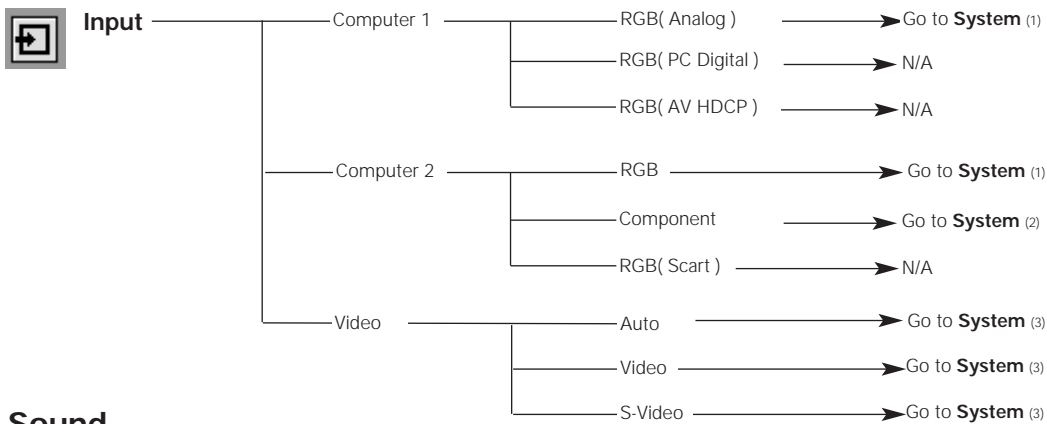 Input
Computer 1
RGB( Analog )
Go to System (1)
RGB( PC Digital )
N/A
RGB( AV HDCP )
N/A
Computer 2
RGB
Go to System (1)
Component
Go to System (2)
RGB( Scart )
N/A
Video
Auto
Go to System (3)
Video
Go to System (3)
S-Video
Go to System (3)
Sound